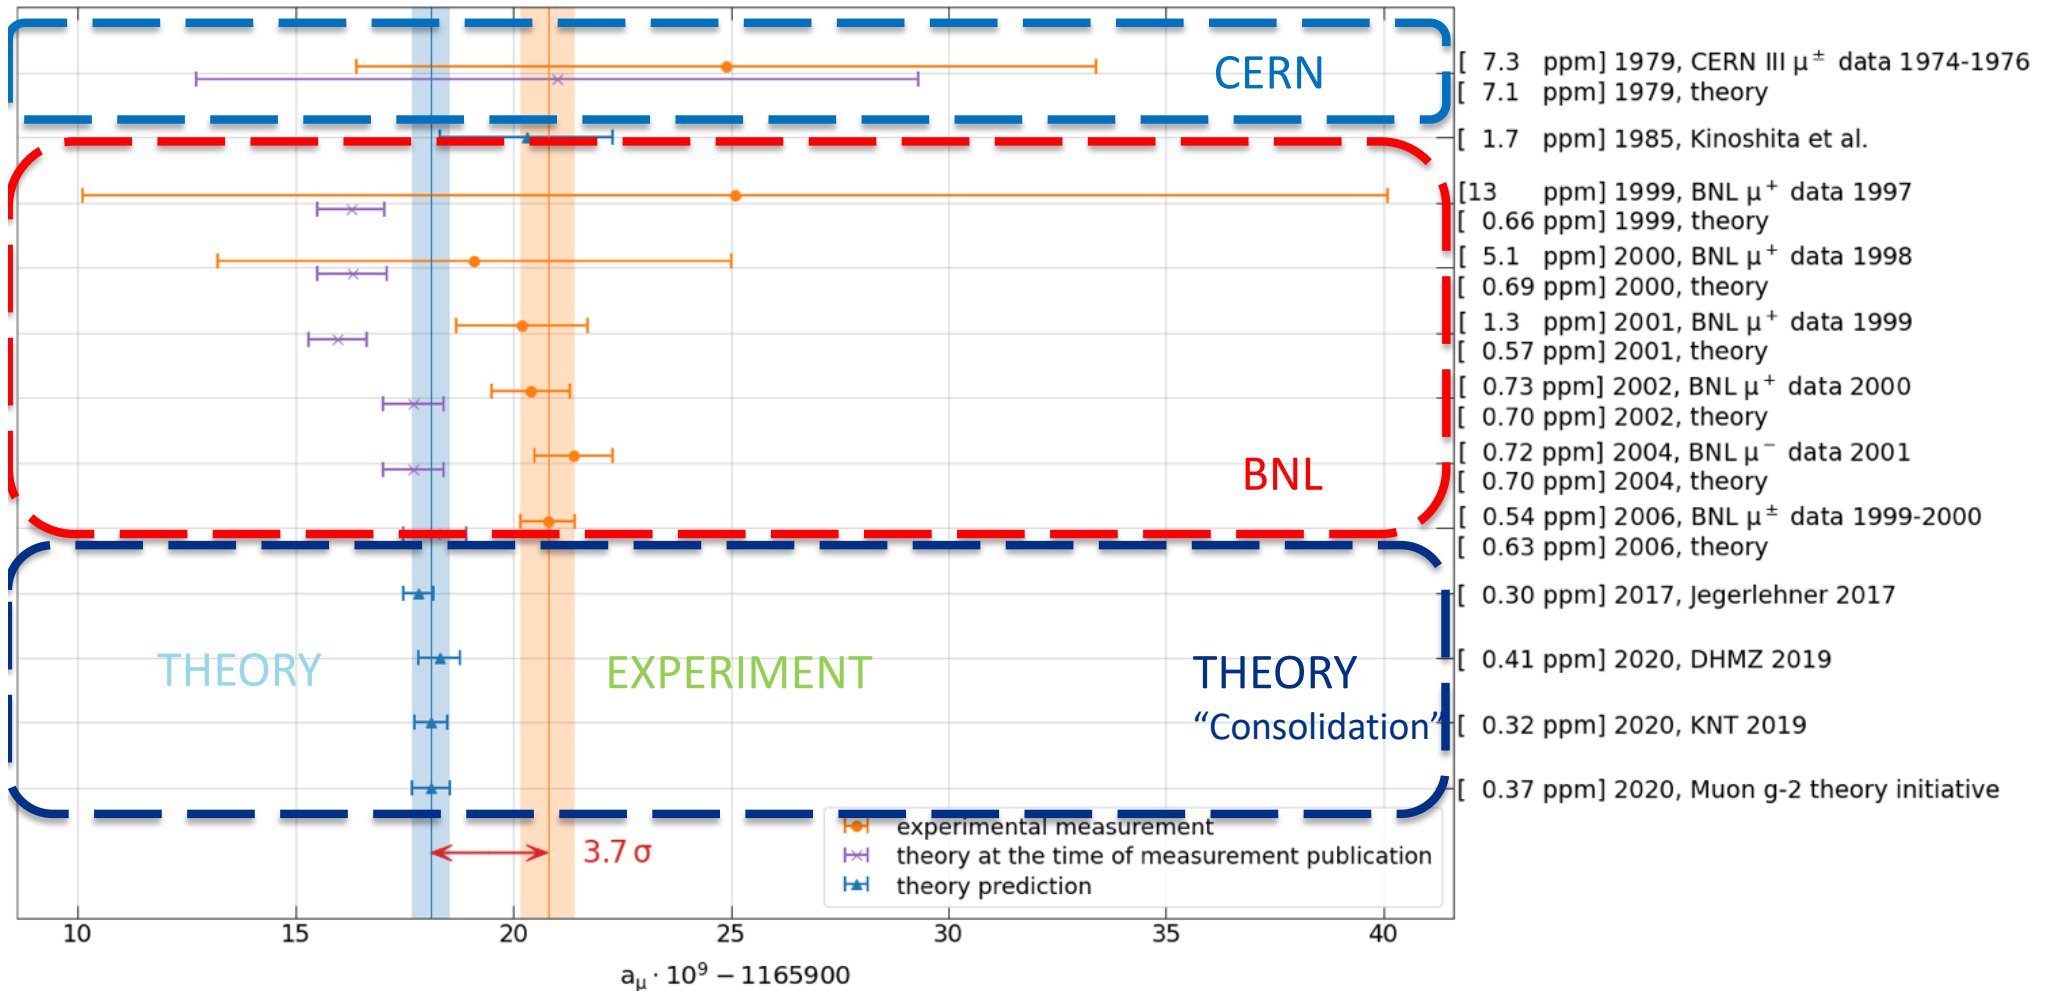 CERN
[ 7.3 ppm] 1979, CERN III μ± data 1974-1976
[ 7.1 ppm] 1979, theory
[ 1.7 ppm] 1985, Kinoshita et al.
[13 ppm] 1999, BNL μ⁺ data 1997
[ 0.66 ppm] 1999, theory
[ 5.1 ppm] 2000, BNL μ⁺ data 1998
[ 0.69 ppm] 2000, theory
[ 1.3 ppm] 2001, BNL μ⁺ data 1999
[ 0.57 ppm] 2001, theory
[ 0.73 ppm] 2002, BNL μ⁺ data 2000
[ 0.70 ppm] 2002, theory
BNL
[ 0.72 ppm] 2004, BNL μ⁻ data 2001
[ 0.70 ppm] 2004, theory
[ 0.54 ppm] 2006, BNL μ± data 1999-2000
[ 0.63 ppm] 2006, theory
[ 0.30 ppm] 2017, Jegerlehner 2017
THEORY
EXPERIMENT
THEORY
“Consolidation”
[ 0.41 ppm] 2020, DHMZ 2019
[ 0.32 ppm] 2020, KNT 2019
[ 0.37 ppm] 2020, Muon g-2 theory initiative
3.7 σ
experimental measurement
theory at the time of measurement publication
theory prediction
10 15 20 25 30 35 40
aμ · 10⁹ − 1165900